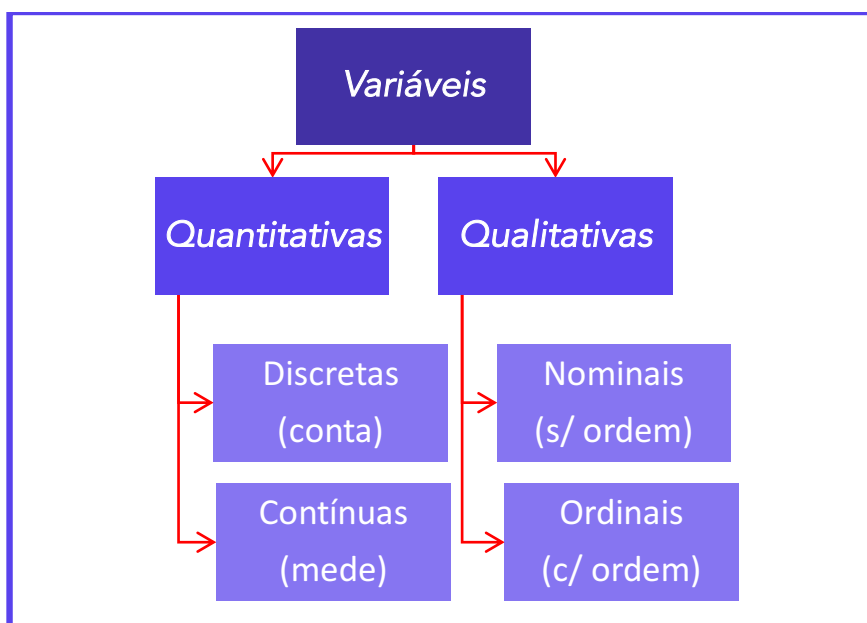 Variáveis
Quantitativas
Qualitativas
Discretas
(conta)
Nominais
(s/ ordem)
Contínuas
(mede)
Ordinais
(c/ ordem)